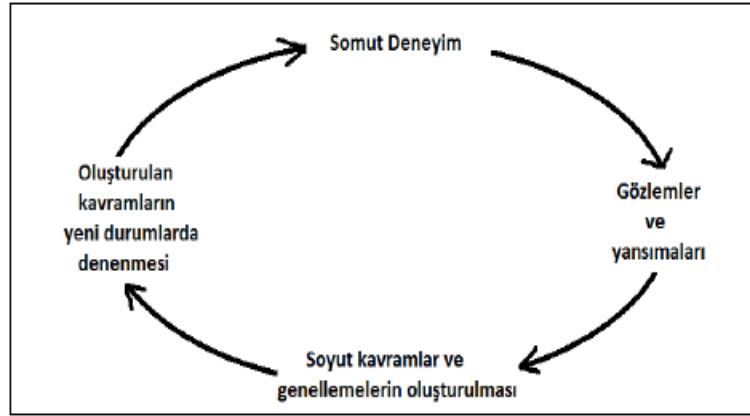 Somut Deneyim
Gözlemler
ve
yansımaları
Soyut kavramlar ve
genellemelerin oluşturulması
Oluşturulan
kavramların
yeni durumlarda
denenmesi